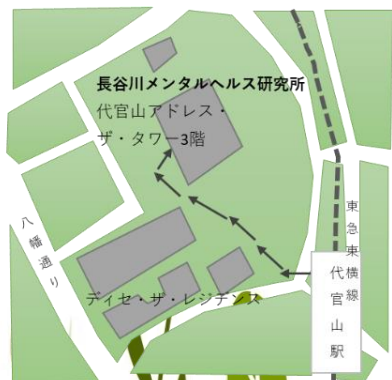 長谷川メンタルヘルス研究所
代官山アドレス・
ザ・タワー3階
八幡通り
東急東横線
代官山駅
ディセ・ザ・レジデンス